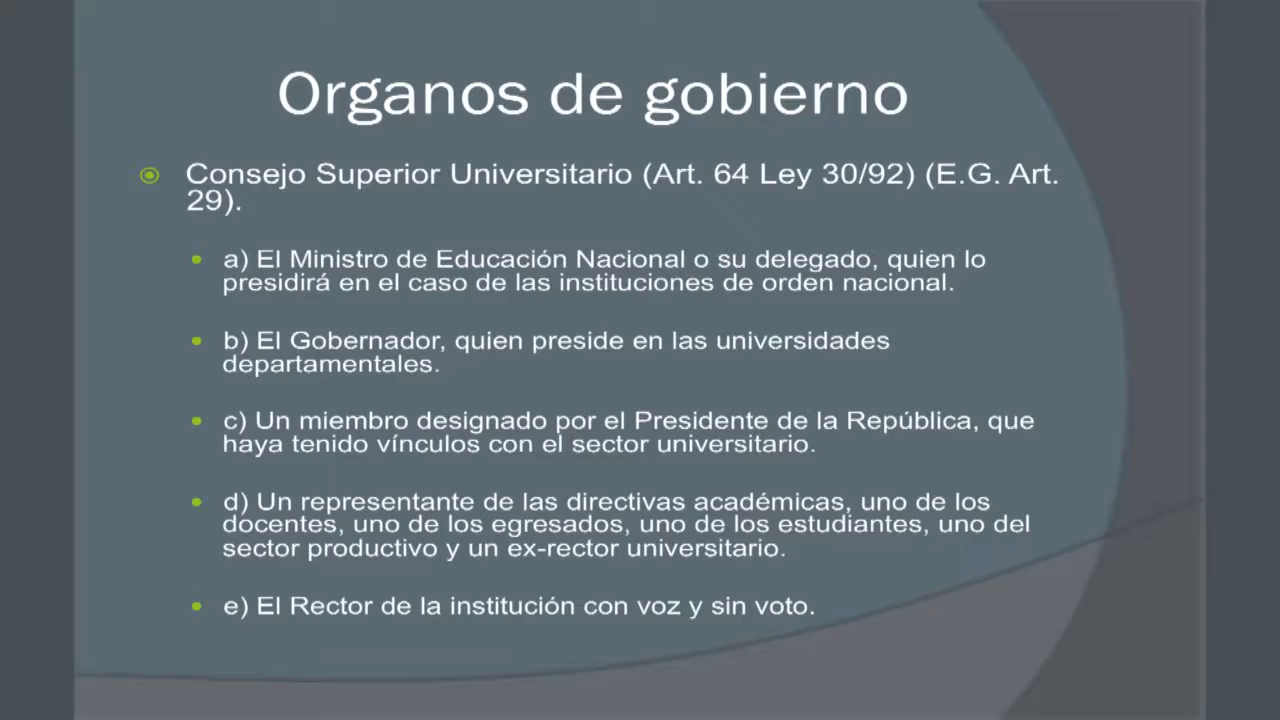 Organos de gobierno
Consejo Superior Universitario (Art. 64 Ley 30/92) (E.G. Art.
29).
a) El Ministro de Educación Nacional o su delegado, quien lo
presidirá en el caso de las instituciones de orden nacional.
b) El Gobernador, quien preside en las universidades
departamentales.
c) Un miembro designado por el Presidente de la República, que
haya tenido vínculos con el sector universitario.
d) Un representante de las directivas académicas, uno de los
docentes, uno de los egresados, uno de los estudiantes, uno del
sector productivo y un ex-rector universitario.
e) El Rector de la institución con voz y sin voto.